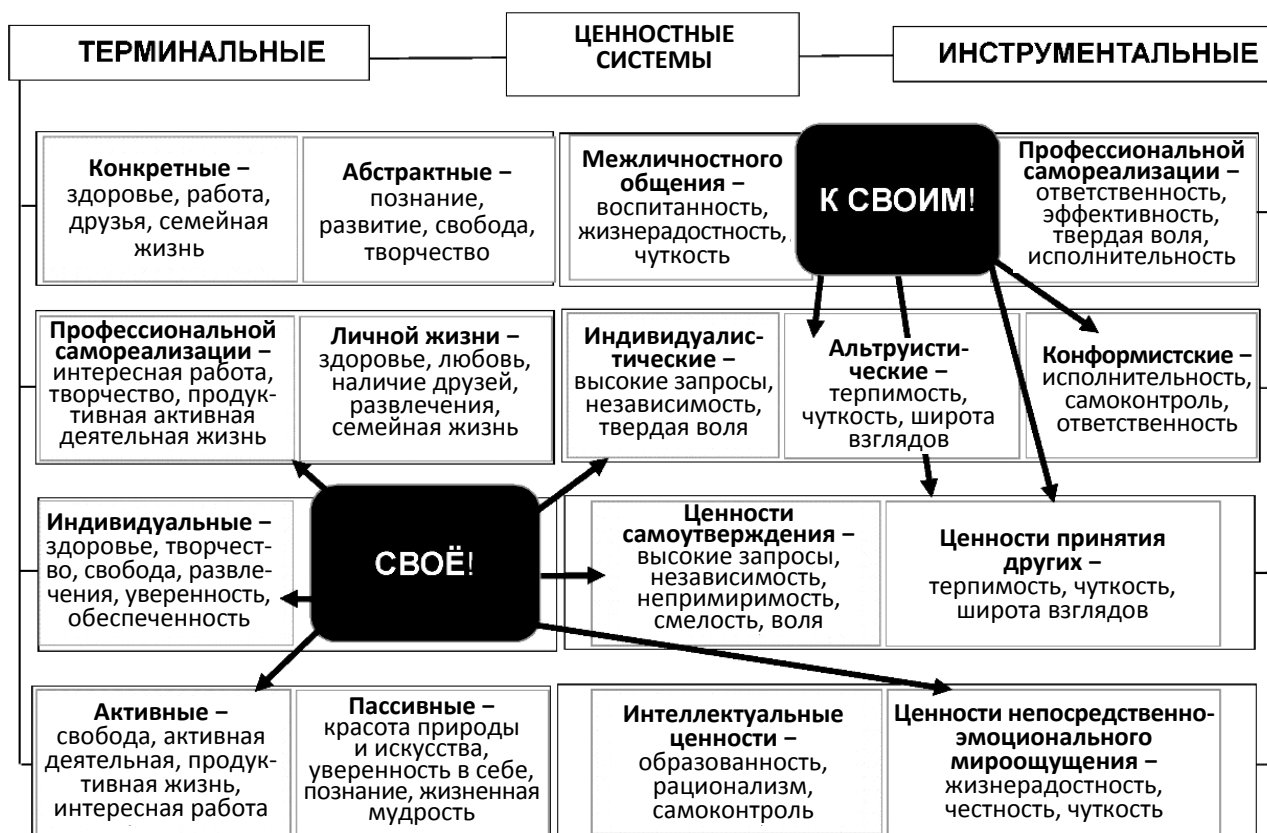 ТЕРМИНАЛЬНЫЕ
ЦЕННОСТНЫЕ
СИСТЕМЫ
ИНСТРУМЕНТАЛЬНЫЕ
Конкретные –
здоровье, работа,
друзья, семейная
жизнь
Абстрактные –
познание,
развитие, свобода,
творчество
Межличностного
общения –
воспитанность,
жизнерадостность,
чуткость
К СВОИМ!
Профессиональной
самореализации –
ответственность,
эффективность,
твердая воля,
исполнительность
Профессиональной
самореализации –
интересная работа,
творчество, продук-
тивная активная
деятельная жизнь
Личной жизни –
здоровье, любовь,
наличие друзей,
развлечения,
семейная жизнь
Индивидуалис-
тические –
высокие запросы,
независимость,
твердая воля
Альтруисти-
ческие –
терпимость,
чуткость, широта
взглядов
Конформистские –
исполнительность,
самоконтроль,
ответственность
Индивидуальные –
здоровье, творчест-
во, свобода, развле-
чения, уверенность,
обеспеченность
СВОЁ!
Ценности
самоутверждения –
высокие запросы,
независимость,
непримиримость,
смелость, воля
Ценности принятия
других –
терпимость, чуткость,
широта взглядов
Активные –
свобода, активная
деятельная, продук-
тивная жизнь,
интересная работа
Пассивные –
красота природы
и искусства,
уверенность в себе,
познание, жизненная
мудрость
Интеллектуальные
ценности –
образованность,
рационализм,
самоконтроль
Ценности непосредственно-
эмоционального
мироощущения –
жизнерадостность,
честность, чуткость